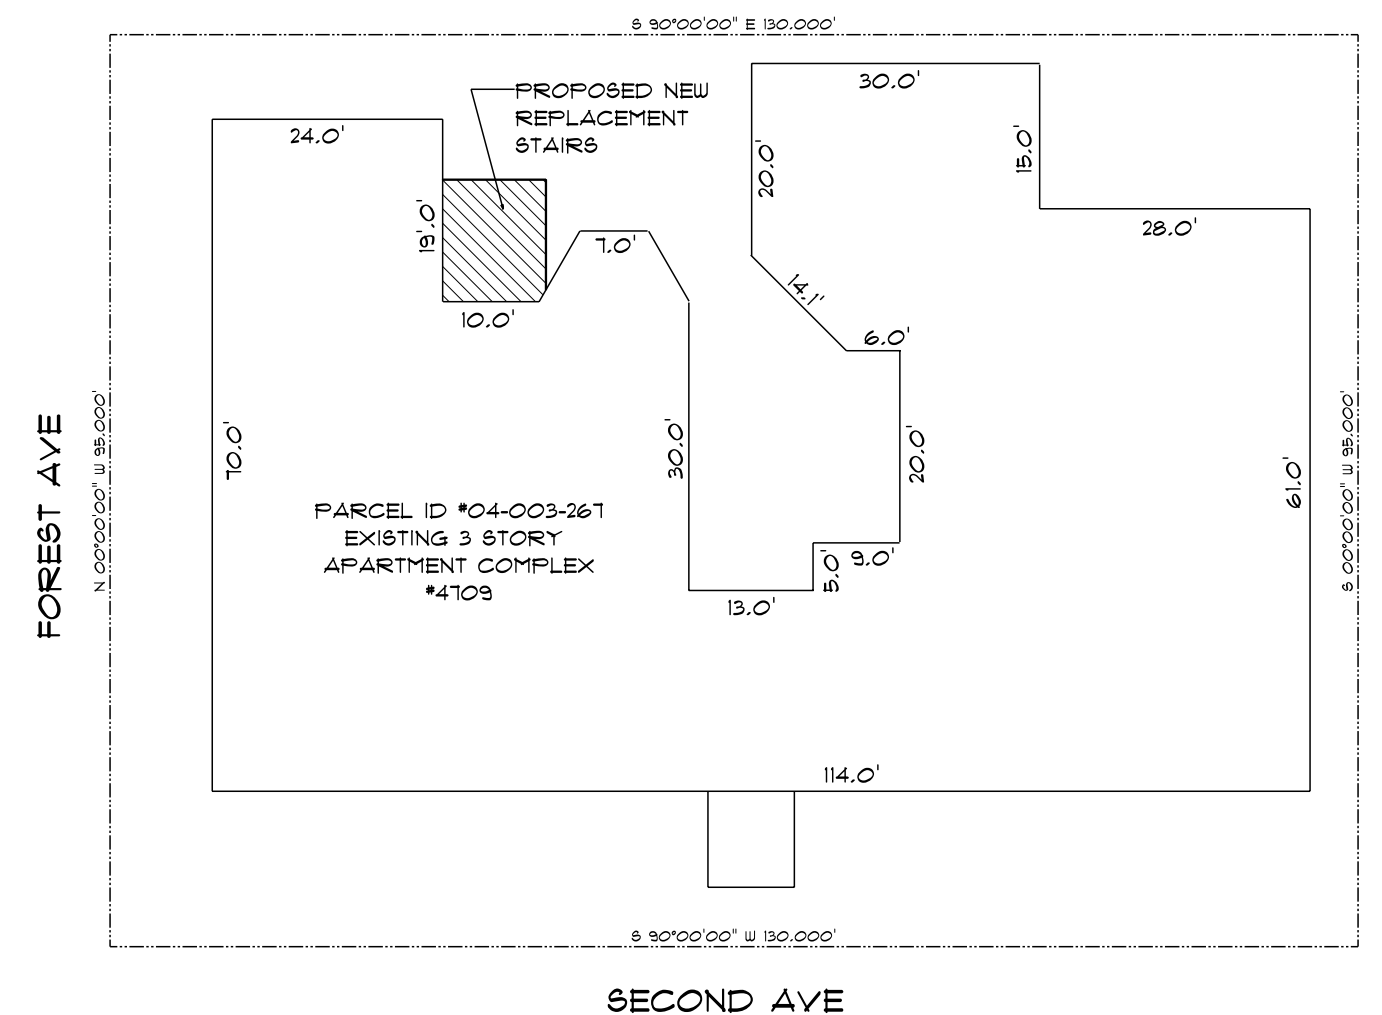 S 90°00'00" E 130.000'
30.0'
PROPOSED NEW
REPLACEMENT
STAIRS
24.0'
20.0'
15.0'
19'.0'
28.0'
7.0'
14.1'
10.0'
6.0'
FOREST AVE
N 00°00'00" W 95.000'
70.0'
30.0'
20.0'
61.0'
S 00°00'00" W 95.000'
PARCEL ID #04-003-267
EXISTING 3 STORY
APARTMENT COMPLEX
#4709
5.0'
9.0'
13.0'
114.0'
S 90°00'00" W 130.000'
SECOND AVE